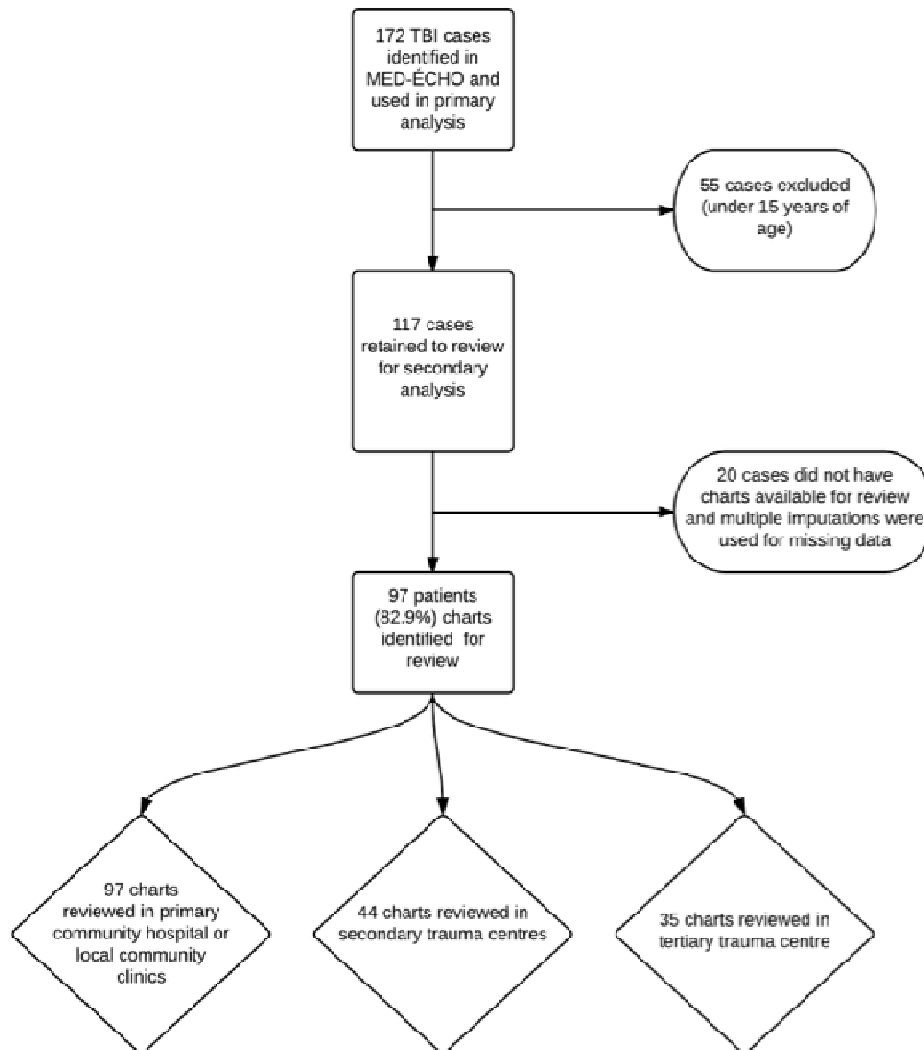 172 TBI cases
identified in
MED-ÉCHO and
used in primary
analysis
55 cases excluded
(under 15 years of
age)
117 cases
retained to review
for secondary
analysis
20 cases did not have
charts available for review
and multiple imputations were
used for missing data
97 patients
(82.9%) charts
identified for
review
97 charts
reviewed in primary
community hospital or
local community
clinics
44 charts reviewed in
secondary trauma centres
35 charts reviewed in
tertiary trauma centre